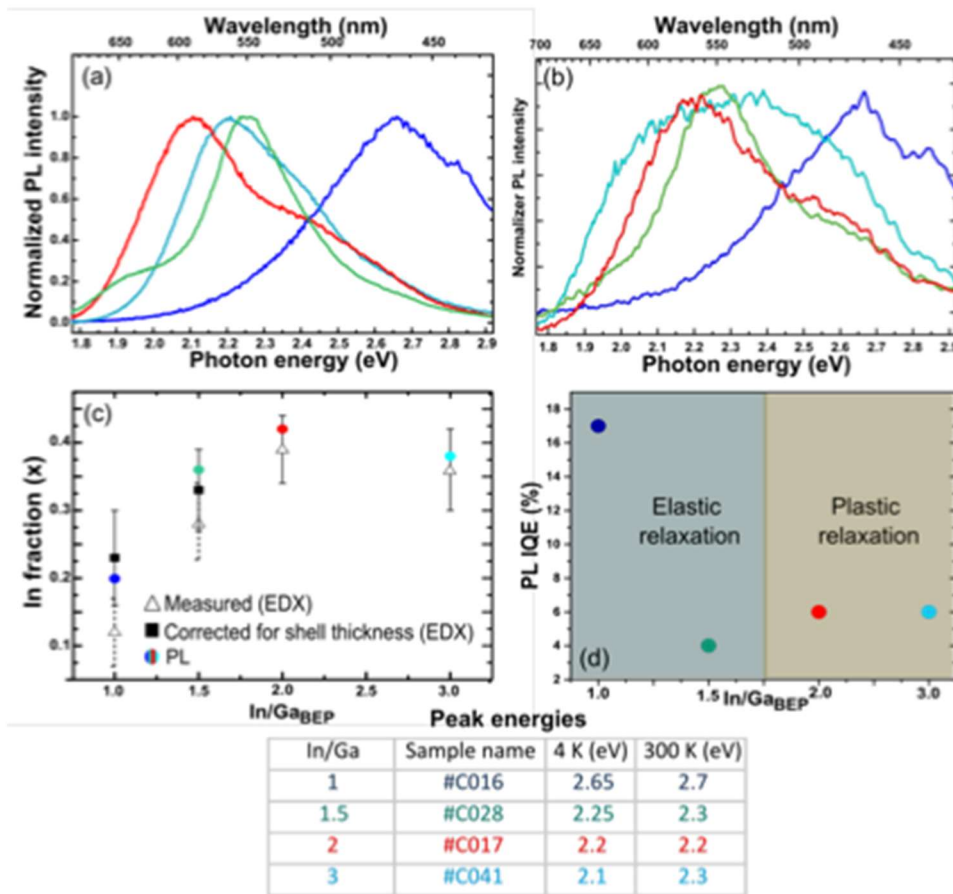 Wavelength (nm)
650 600 550 500 450
(a)
Normalized PL intensity
1.0
0.8
0.6
0.4
0.2
0.0
1.8 1.9 2.0 2.1 2.2 2.3 2.4 2.5 2.6 2.7 2.8 2.9
Photon energy (eV)
Wavelength (nm)
700 650 600 550 500 450
(b)
Normalizer PL intensity
1.8 1.9 2.0 2.1 2.2 2.3 2.4 2.5 2.6 2.7 2.8 2.9
Photon energy (eV)
(c)
In fraction (x)
0.4
0.3
0.2
0.1
Measured (EDX)
Corrected for shell thickness (EDX)
PL
1.0 1.5 2.0 2.5 3.0
In/GaBEP
PL IQE (%)
18
16
14
12
10
8
6
4
2
Elastic
relaxation
Plastic
relaxation
(d)
1.0 1.5 2.0 3.0
In/GaBEP
Peak energies
In/Ga Sample name 4 K (eV) 300 K (eV)
1 #C016 2.65 2.7
1.5 #C028 2.25 2.3
2 #C017 2.2 2.2
3 #C041 2.1 2.3